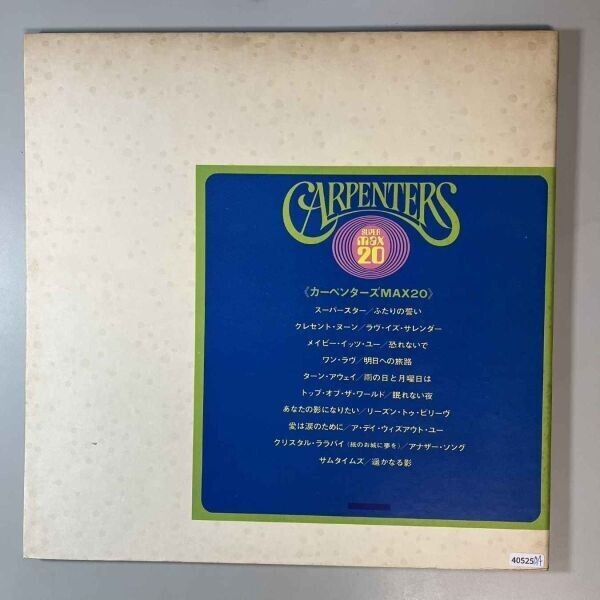 CARPENTERS
SUPER
max
20
《カーペンターズMAX20》
スーパースター/ふたりの誓い
クレセント・ヌーン/ラヴ・イズ・サレンダー
メイビー・イッツ・ユー/恐れないで
ワン・ラヴ/明日への旅路
ターン・アウェイ/雨の日と月曜日は
トップ・オブ・ザ・ワールド/眠れない夜
あなたの影になりたい/リーズン・トゥ・ビリーヴ
愛は涙のために/ア・デイ・ウィズアウト・ユー
クリスタル・ララバイ(紙のお城に夢を)/アナザー・ソング
サムタイムズ/遥かなる影
40525